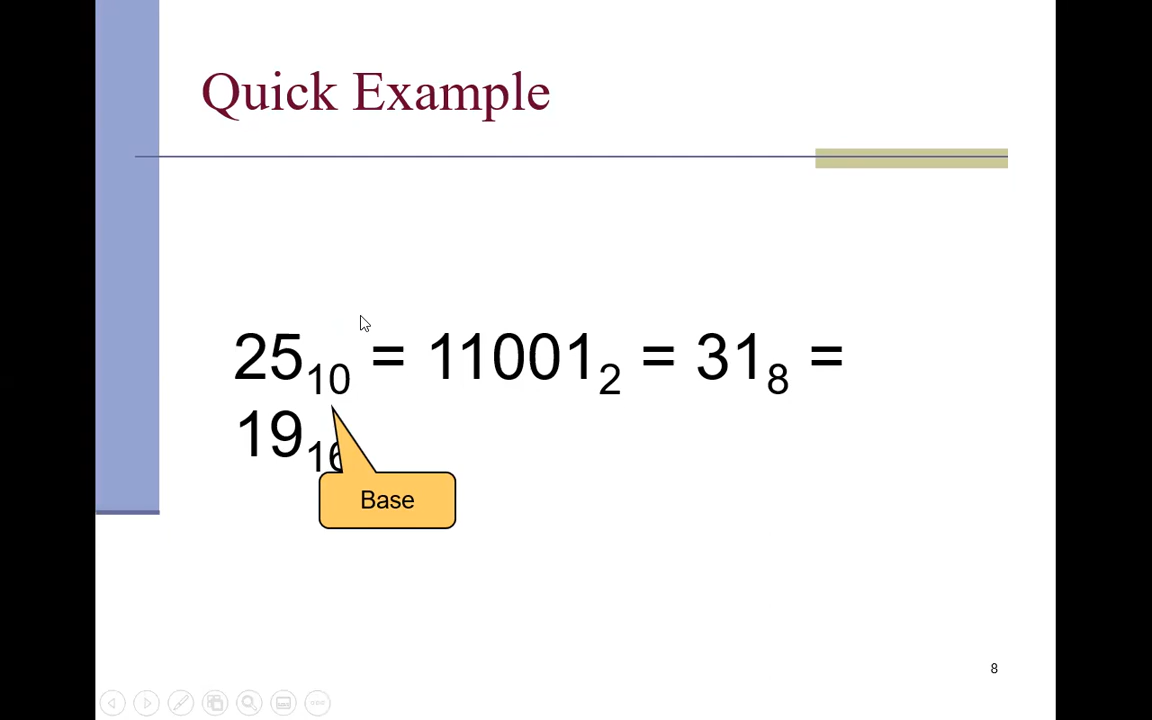 Quick Example
25₁₀ = 11001₂ = 31₈ =
19₁₆
Base
8